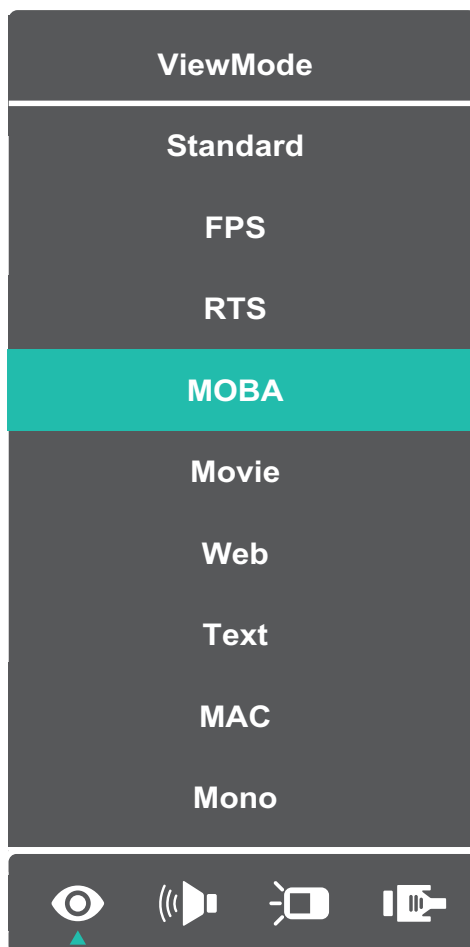 ViewMode
Standard
FPS
RTS
MOBA
Movie
Web
Text
MAC
Mono